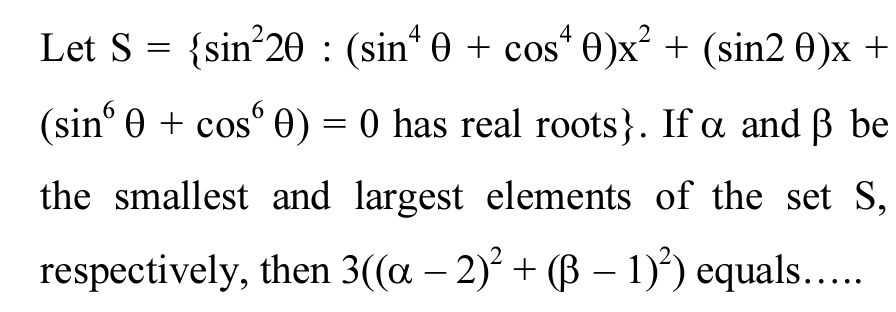 Let S = {sin²2θ : (sin⁴ θ + cos⁴ θ)x² + (sin2 θ)x +
(sin⁶ θ + cos⁶ θ) = 0 has real roots}. If α and β be
the smallest and largest elements of the set S,
respectively, then 3((α – 2)² + (β – 1)²) equals.....